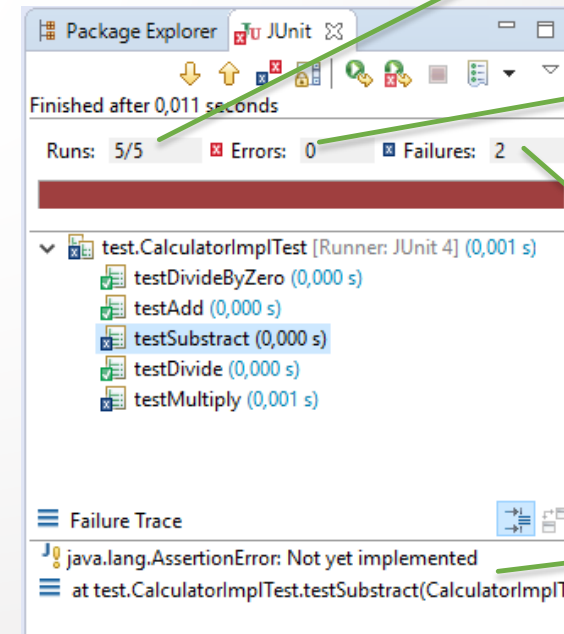 Package Explorer JUnit
Finished after 0,011 seconds
Runs: 5/5 Errors: 0 Failures: 2
test.CalculatorImplTest [Runner: JUnit 4] (0,001 s)
testDivideByZero (0,000 s)
testAdd (0,000 s)
testSubstract (0,000 s)
testDivide (0,000 s)
testMultiply (0,001 s)
Failure Trace
java.lang.AssertionError: Not yet implemented
at test.CalculatorImplTest.testSubstract(CalculatorImplT